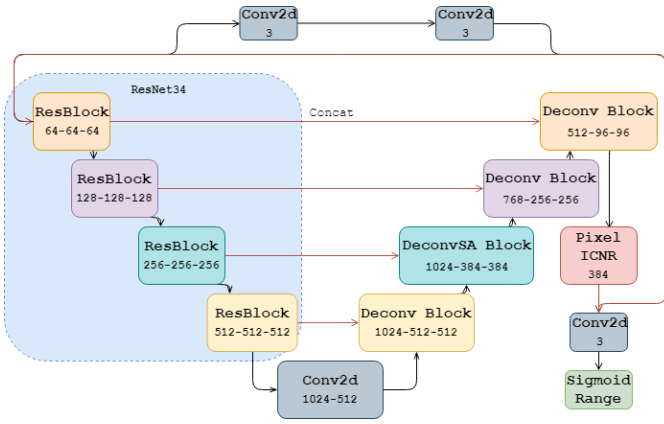 Conv2d
3
Conv2d
3
ResNet34
ResBlock
64-64-64
Concat
Deconv Block
512-96-96
ResBlock
128-128-128
Deconv Block
768-256-256
ResBlock
256-256-256
DeconvSA Block
1024-384-384
Pixel
ICNR
384
ResBlock
512-512-512
Deconv Block
1024-512-512
Conv2d
3
Conv2d
1024-512
Sigmoid
Range